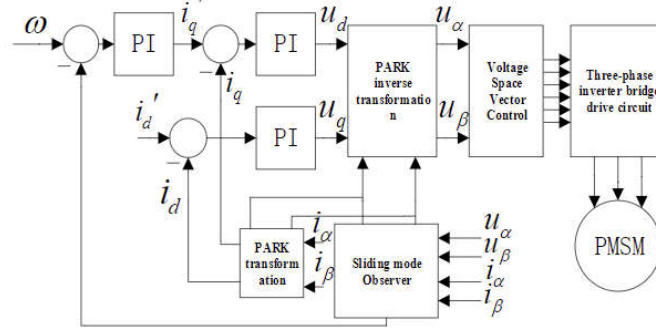 ω
PI
i_q'
PI
u_d
PARK
inverse
transformatio
n
u_α
Voltage
Space
Vector
Control
Three-phase
inverter bridge
drive circuit
i_q
i_d'
PI
u_q
u_β
i_d
PARK
transform
ation
i_α
i_β
Sliding mode
Observer
u_α
u_β
i_α
i_β
PMSM